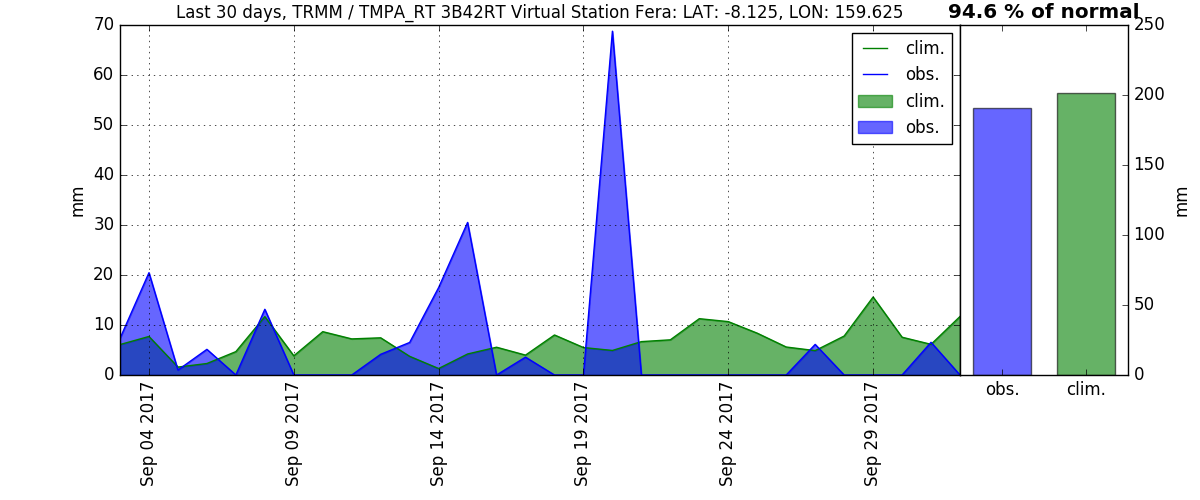 Last 30 days, TRMM / TMPA_RT 3B42RT Virtual Station Fera: LAT: -8.125, LON: 159.625
94.6 % of normal
70
60
50
40
30
20
10
0
mm
clim.
obs.
clim.
obs.
250
200
150
100
50
0
mm
Sep 04 2017
Sep 09 2017
Sep 14 2017
Sep 19 2017
Sep 24 2017
Sep 29 2017
obs.
clim.